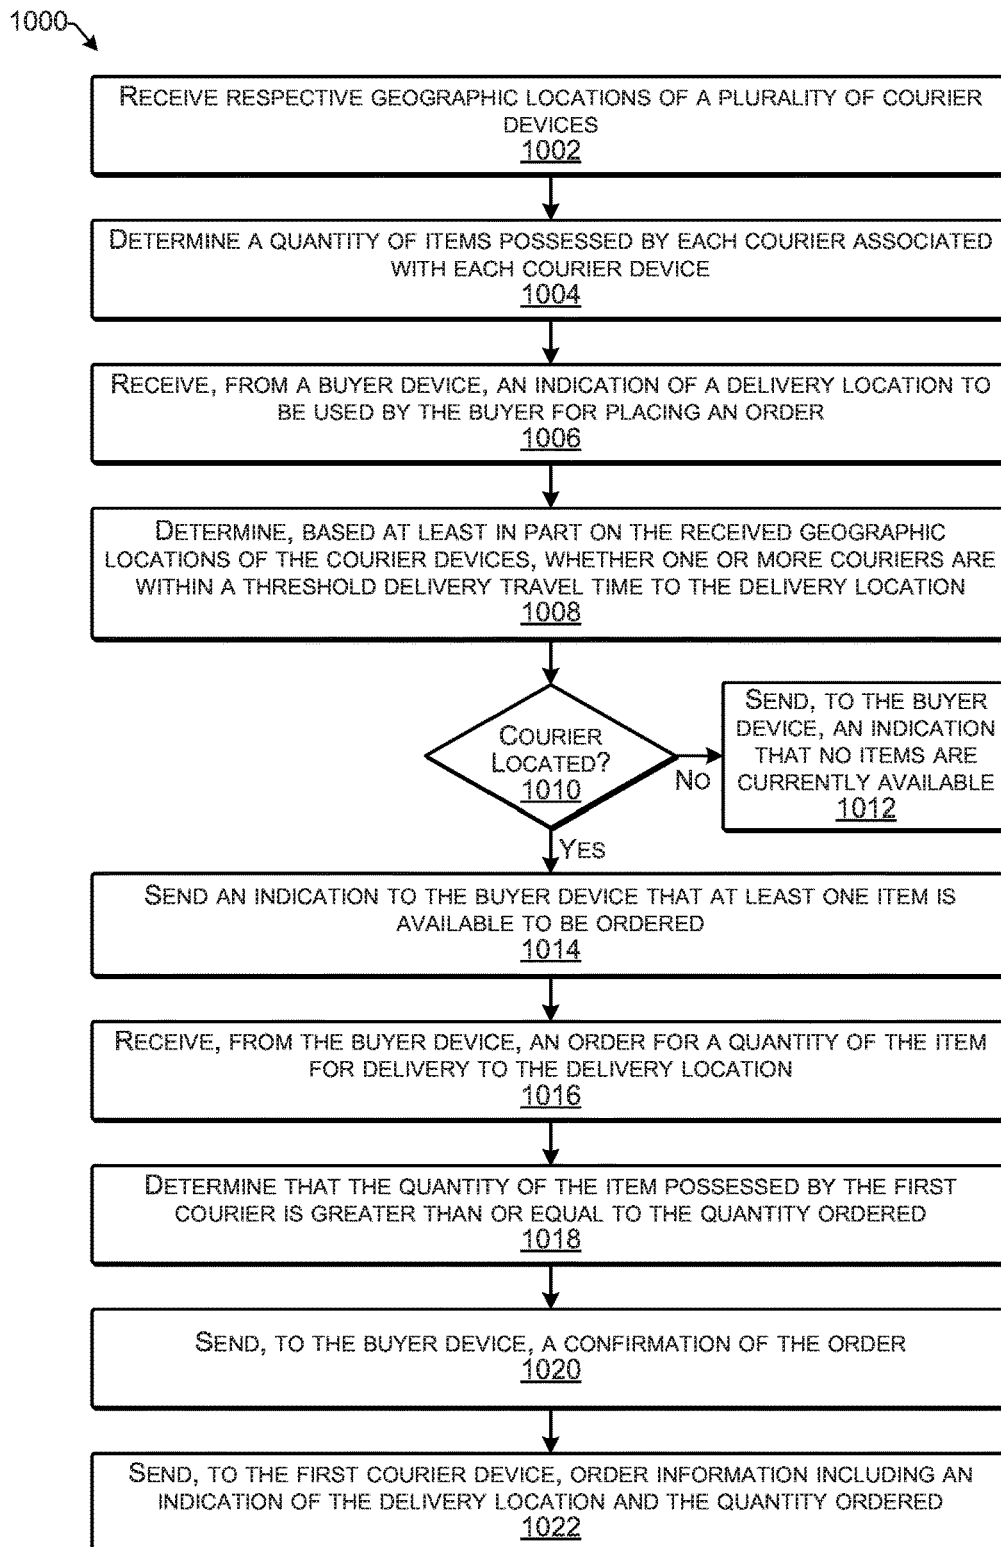 1000
RECEIVE RESPECTIVE GEOGRAPHIC LOCATIONS OF A PLURALITY OF COURIER
DEVICES
1002
DETERMINE A QUANTITY OF ITEMS POSSESSED BY EACH COURIER ASSOCIATED
WITH EACH COURIER DEVICE
1004
RECEIVE, FROM A BUYER DEVICE, AN INDICATION OF A DELIVERY LOCATION TO
BE USED BY THE BUYER FOR PLACING AN ORDER
1006
DETERMINE, BASED AT LEAST IN PART ON THE RECEIVED GEOGRAPHIC
LOCATIONS OF THE COURIER DEVICES, WHETHER ONE OR MORE COURIERS ARE
WITHIN A THRESHOLD DELIVERY TRAVEL TIME TO THE DELIVERY LOCATION
1008
COURIER
LOCATED?
1010
NO
SEND, TO THE BUYER
DEVICE, AN INDICATION
THAT NO ITEMS ARE
CURRENTLY AVAILABLE
1012
YES
SEND AN INDICATION TO THE BUYER DEVICE THAT AT LEAST ONE ITEM IS
AVAILABLE TO BE ORDERED
1014
RECEIVE, FROM THE BUYER DEVICE, AN ORDER FOR A QUANTITY OF THE ITEM
FOR DELIVERY TO THE DELIVERY LOCATION
1016
DETERMINE THAT THE QUANTITY OF THE ITEM POSSESSED BY THE FIRST
COURIER IS GREATER THAN OR EQUAL TO THE QUANTITY ORDERED
1018
SEND, TO THE BUYER DEVICE, A CONFIRMATION OF THE ORDER
1020
SEND, TO THE FIRST COURIER DEVICE, ORDER INFORMATION INCLUDING AN
INDICATION OF THE DELIVERY LOCATION AND THE QUANTITY ORDERED
1022